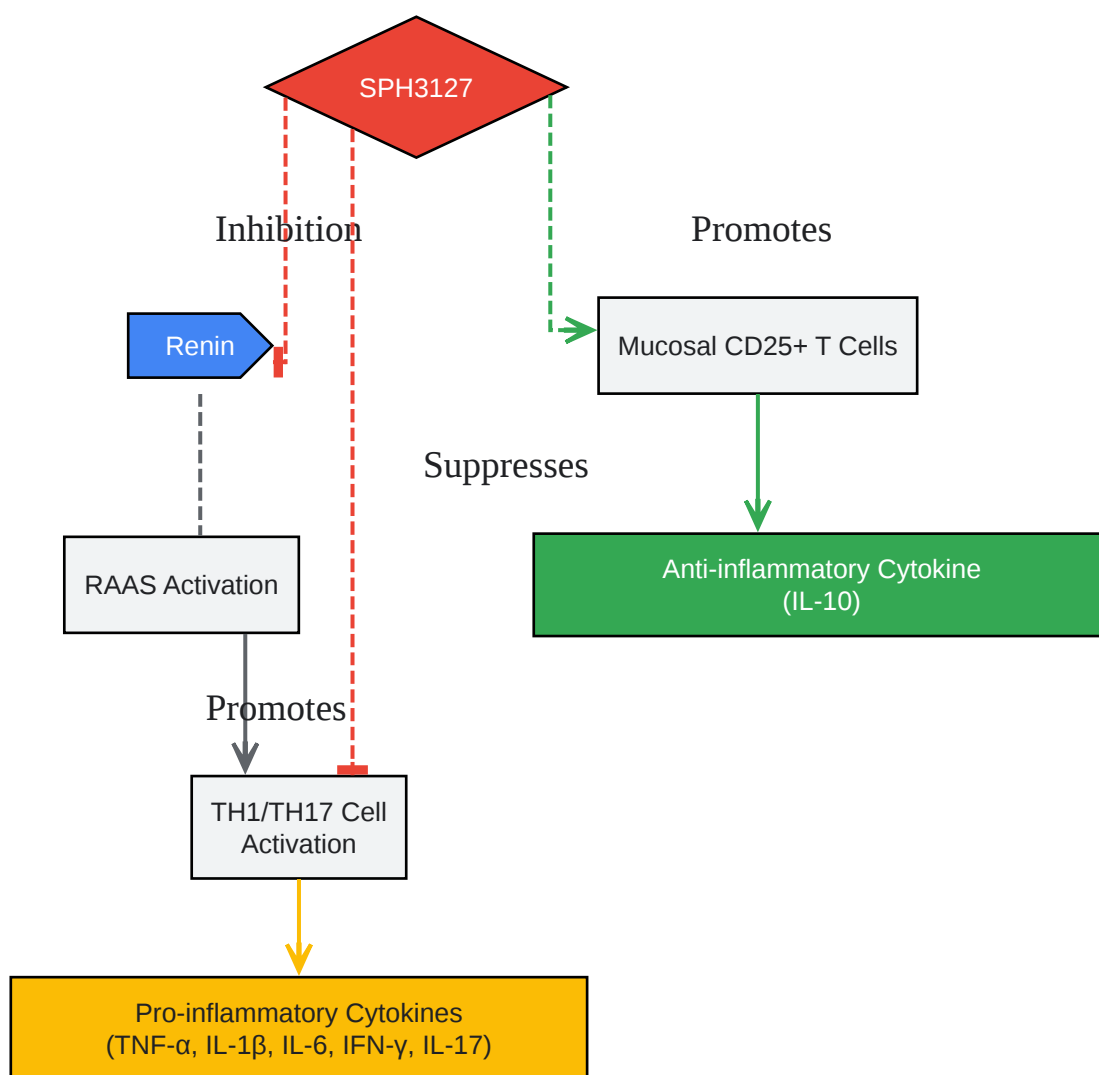 SPH3127
Inhibition
Promotes
Renin
Mucosal CD25+ T Cells
Suppresses
RAAS Activation
Anti-inflammatory Cytokine
(IL-10)
Promotes
TH1/TH17 Cell
Activation
Pro-inflammatory Cytokines
(TNF-α, IL-1β, IL-6, IFN-γ, IL-17)